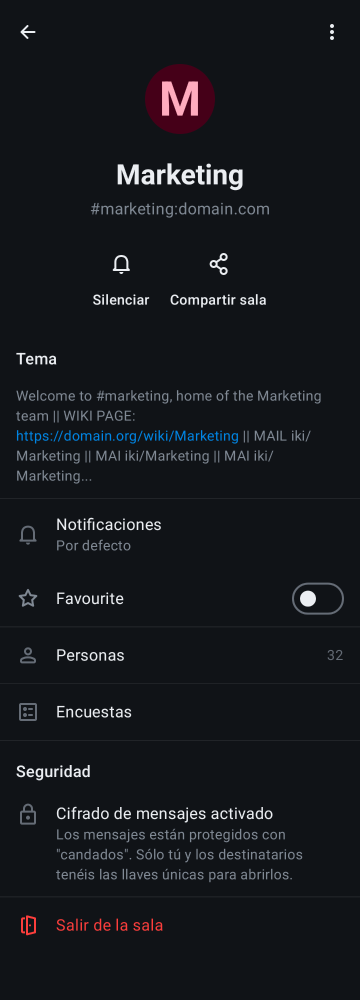 M
Marketing
#marketing:domain.com
Silenciar
Compartir sala
Tema
Welcome to #marketing, home of the Marketing
team || WIKI PAGE:
https://domain.org/wiki/Marketing || MAIL iki/
Marketing || MAI iki/Marketing || MAI iki/
Marketing...
Notificaciones
Por defecto
Favourite
Personas 32
Encuestas
Seguridad
Cifrado de mensajes activado
Los mensajes están protegidos con
"candados". Sólo tú y los destinatarios
tenéis las llaves únicas para abrirlos.
Salir de la sala